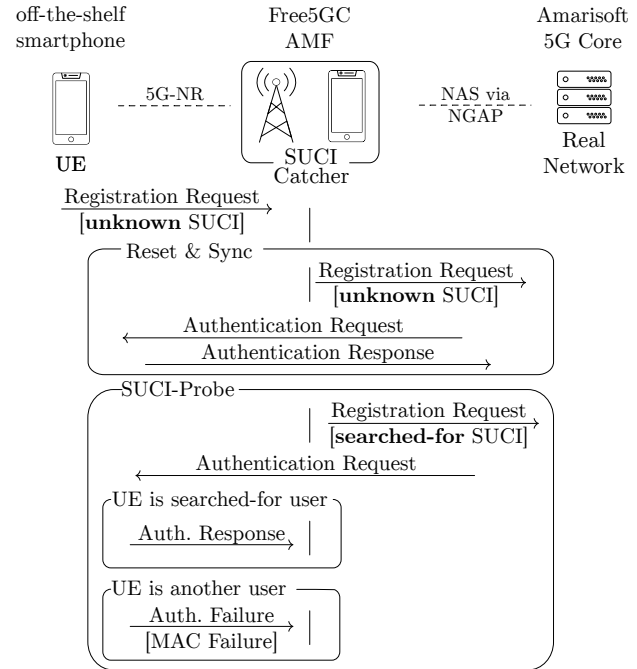 off-the-shelf
smartphone
Free5GC
AMF
Amarisoft
5G Core
5G-NR
NAS via
NGAP
UE
SUCI
Catcher
Real
Network
Registration Request
[unknown SUCI]
Reset & Sync
Registration Request
[unknown SUCI]
Authentication Request
Authentication Response
SUCI-Probe
Registration Request
[searched-for SUCI]
Authentication Request
UE is searched-for user
Auth. Response
UE is another user
Auth. Failure
[MAC Failure]